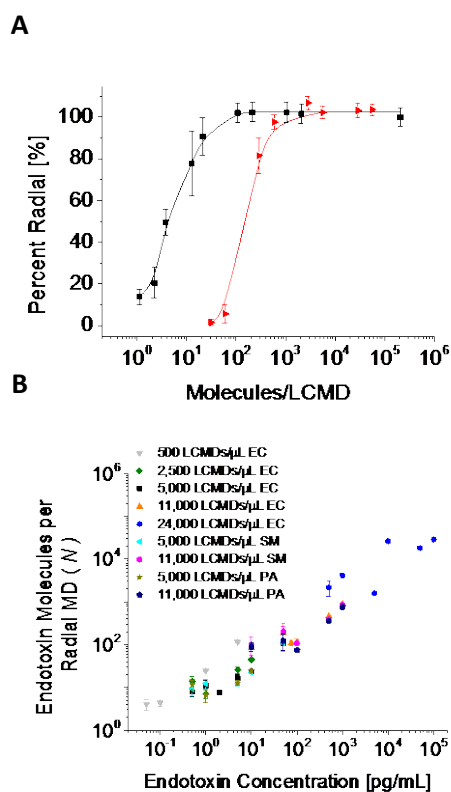 A
100
80
60
40
20
0
Percent Radial [%]
10^0 10^1 10^2 10^3 10^4 10^5 10^6
Molecules/LCMD
B
500 LCMDs/μL EC
2,500 LCMDs/μL EC
5,000 LCMDs/μL EC
11,000 LCMDs/μL EC
24,000 LCMDs/μL EC
5,000 LCMDs/μL SM
11,000 LCMDs/μL SM
5,000 LCMDs/μL PA
11,000 LCMDs/μL PA
10^6
10^4
10^2
10^0
Endotoxin Molecules per
Radial MD ( N )
10^-1 10^0 10^1 10^2 10^3 10^4 10^5
Endotoxin Concentration [pg/mL]